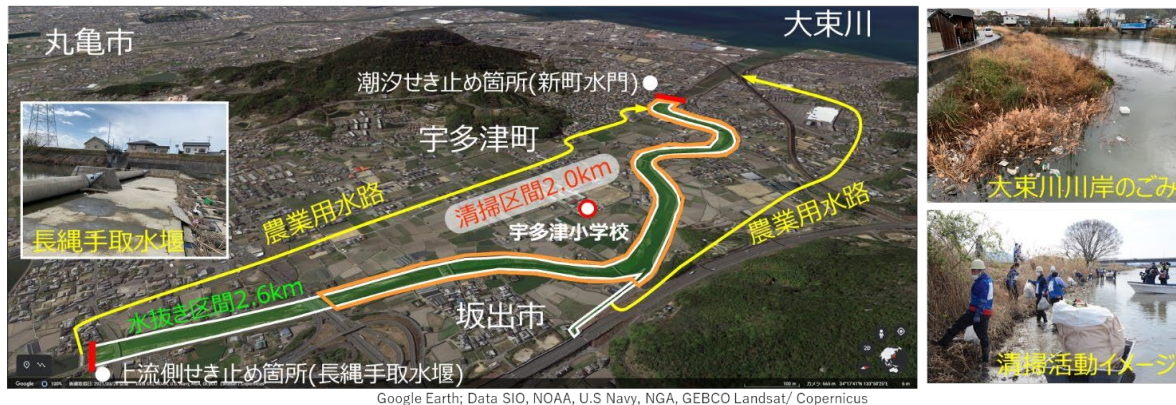 丸亀市
大束川
潮汐せき止め箇所(新町水門)
宇多津町
清掃区間2.0km
農業用水路
宇多津小学校
農業用水路
長縄手取水堰
水抜き区間2.6km
坂出市
上流側せき止め箇所(長縄手取水堰)
大束川川岸のごみ
清掃活動イメージ
Google
100%
2D
Google Earth; Data SIO, NOAA, U.S Navy, NGA, GEBCO Landsat/ Copernicus